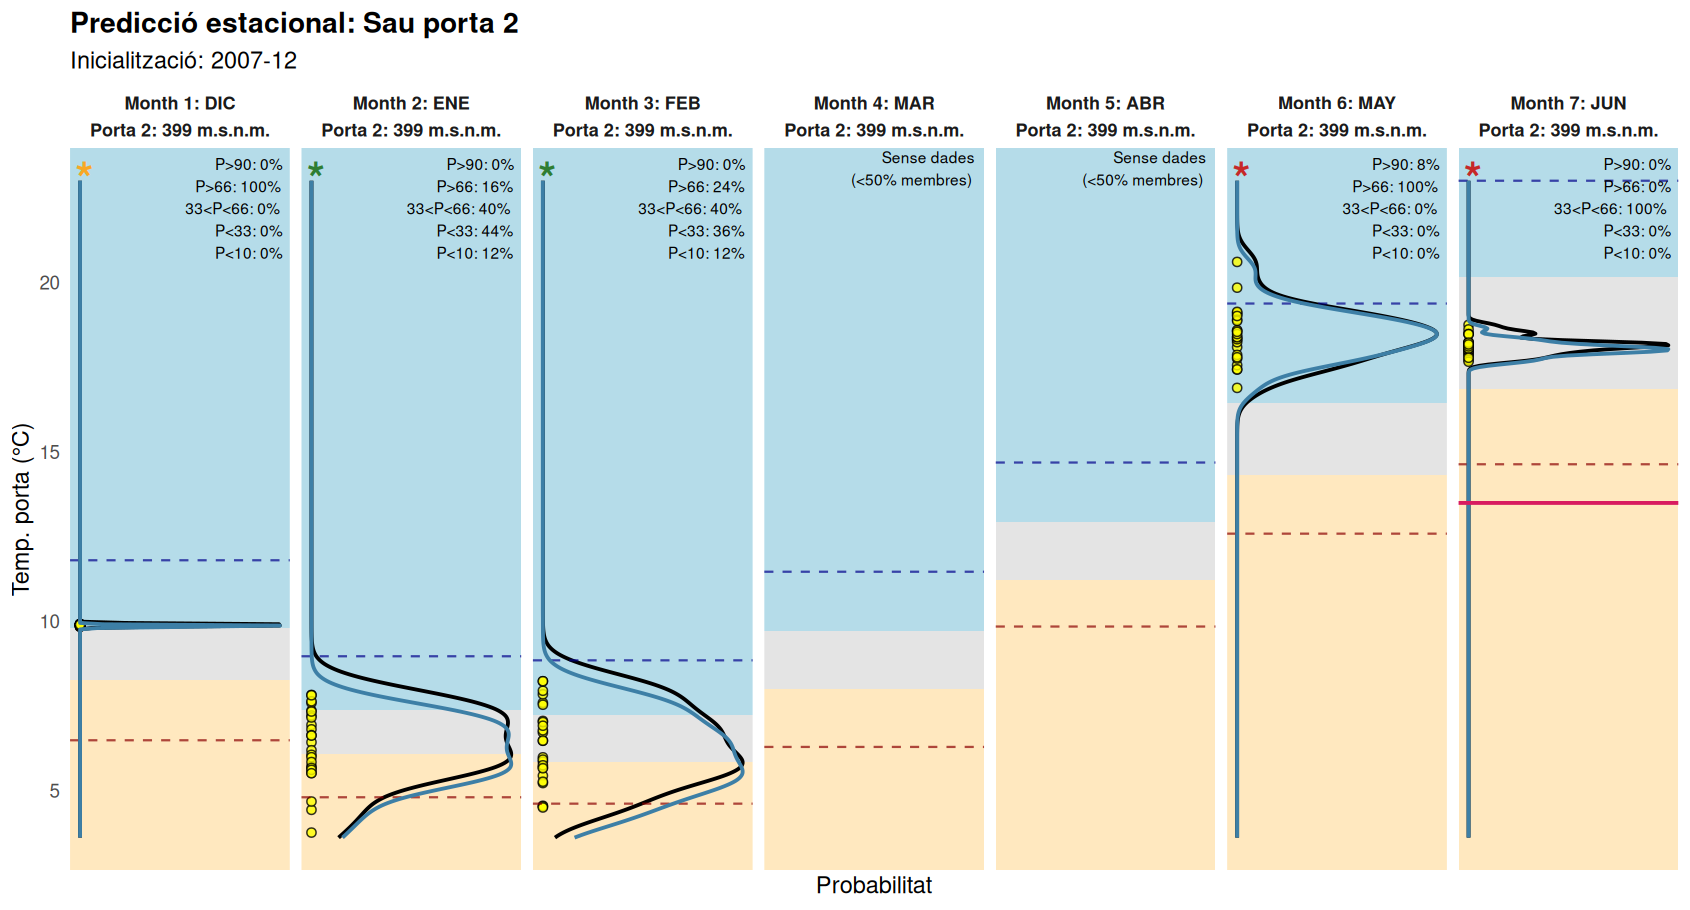 Predicció estacional: Sau porta 2
Inicialització: 2007-12
Month 1: DIC
Porta 2: 399 m.s.n.m.
Month 2: ENE
Porta 2: 399 m.s.n.m.
Month 3: FEB
Porta 2: 399 m.s.n.m.
Month 4: MAR
Porta 2: 399 m.s.n.m.
Month 5: ABR
Porta 2: 399 m.s.n.m.
Month 6: MAY
Porta 2: 399 m.s.n.m.
Month 7: JUN
Porta 2: 399 m.s.n.m.
*
P>90: 0%
P>66: 100%
33<P<66: 0%
P<33: 0%
P<10: 0%
*
P>90: 0%
P>66: 16%
33<P<66: 40%
P<33: 44%
P<10: 12%
*
P>90: 0%
P>66: 24%
33<P<66: 40%
P<33: 36%
P<10: 12%
Sense dades
(<50% membres)
Sense dades
(<50% membres)
*
P>90: 8%
P>66: 100%
33<P<66: 0%
P<33: 0%
P<10: 0%
*
P>90: 0%
P>66: 0%
33<P<66: 100%
P<33: 0%
P<10: 0%
20
15
10
5
Temp. porta (°C)
Probabilitat